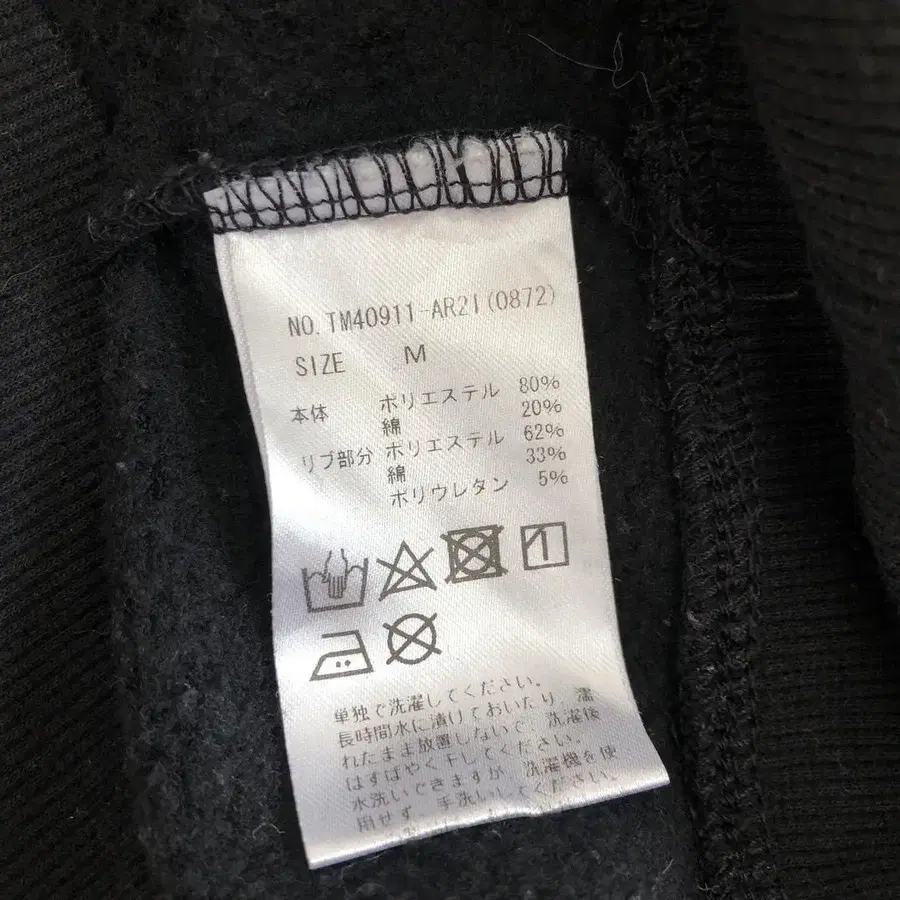 NO.TM40911-AR2I(0872)
SIZE M
本体 ポリエステル 80%
綿 20%
リブ部分 ポリエステル 62%
綿 33%
ポリウレタン 5%
単独で洗濯してください。
長時間水に漬けておいたり、濡
れたまま放置しないで、洗濯後
はすばやく干してください。
水洗いできますが、洗濯機を使
用せず、手洗いしてください。